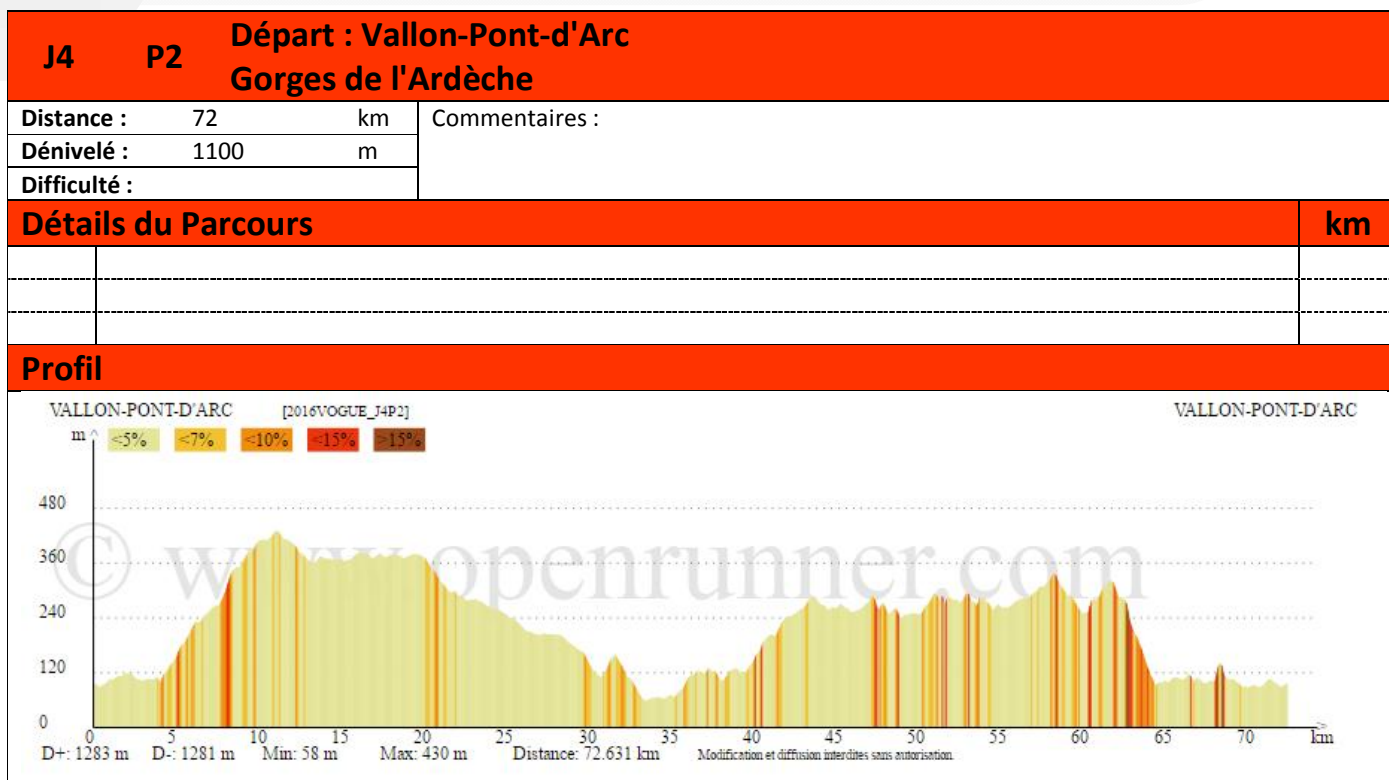 J4 P2 Départ : Vallon-Pont-d'Arc
Gorges de l'Ardèche
Distance : 72 km Commentaires :
Dénivelé : 1100 m
Difficulté :
Détails du Parcours km
Profil
VALLON-PONT-D'ARC [2016VOGUE_J4P2] VALLON-PONT-D'ARC
m ^ <5% <7% <10% <15% >15%
480
360
© www.openrunner.com
240
120
0
0 5 10 15 20 25 30 35 40 45 50 55 60 65 70 km
D+: 1283 m D-: 1281 m Min: 58 m Max: 430 m Distance: 72.631 km Modification et diffusion interdites sans autorisation.